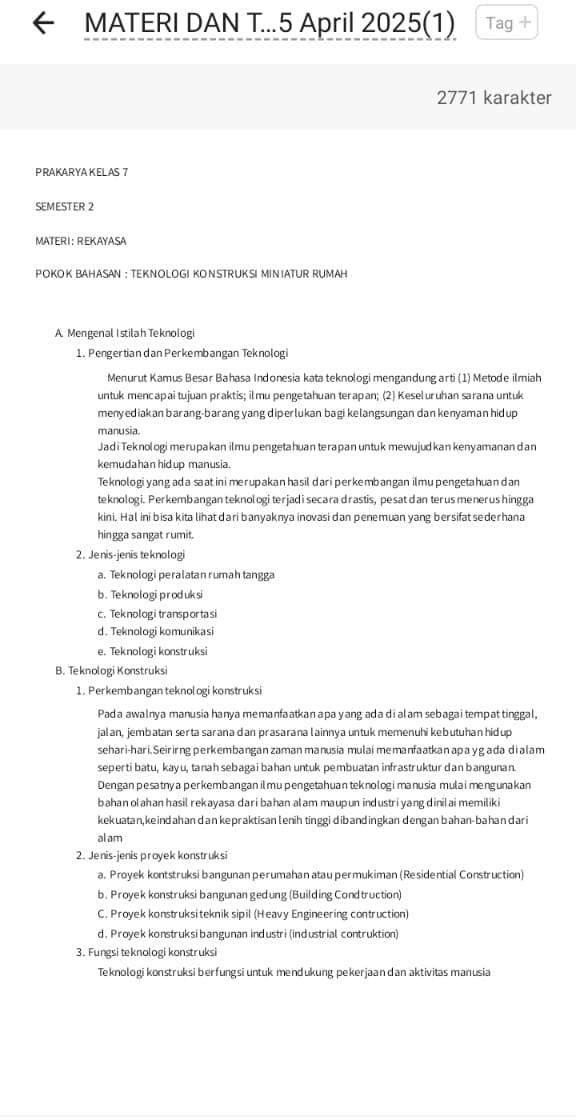 MATERI DAN T...5 April 2025(1)
Tag +
2771 karakter
PRAKARYA KELAS 7
SEMESTER 2
MATERI: REKAYASA
POKOK BAHASAN : TEKNOLOGI KONSTRUKSI MINIATUR RUMAH
A. Mengenal Istilah Teknologi
1. Pengertian dan Perkembangan Teknologi
Menurut Kamus Besar Bahasa Indonesia kata teknologi mengandung arti (1) Metode ilmiah
untuk mencapai tujuan praktis; ilmu pengetahuan terapan; (2) Keseluruhan sarana untuk
menyediakan barang-barang yang diperlukan bagi kelangsungan dan kenyaman hidup
manusia.
Jadi Teknologi merupakan ilmu pengetahuan terapan untuk mewujudkan kenyamanan dan
kemudahan hidup manusia.
Teknologi yang ada saat ini merupakan hasil dari perkembangan ilmu pengetahuan dan
teknologi. Perkembangan teknologi terjadi secara drastis, pesat dan terus menerus hingga
kini. Hal ini bisa kita lihat dari banyaknya inovasi dan penemuan yang bersifat sederhana
hingga sangat rumit.
2. Jenis-jenis teknologi
a. Teknologi peralatan rumah tangga
b. Teknologi produksi
c. Teknologi transportasi
d. Teknologi komunikasi
e. Teknologi konstruksi
B. Teknologi Konstruksi
1. Perkembangan teknologi konstruksi
Pada awalnya manusia hanya memanfaatkan apa yang ada di alam sebagai tempat tinggal,
jalan, jembatan serta sarana dan prasarana lainnya untuk memenuhi kebutuhan hidup
sehari-hari.Seirirng perkembangan zaman manusia mulai memanfaatkan apa yg ada di alam
seperti batu, kayu, tanah sebagai bahan untuk pembuatan infrastruktur dan bangunan.
Dengan pesatnya perkembangan ilmu pengetahuan teknologi manusia mulai mengunakan
bahan olahan hasil rekayasa dari bahan alam maupun industri yang dinilai memiliki
kekuatan,keindahan dan kepraktisan lenih tinggi dibandingkan dengan bahan-bahan dari
alam
2. Jenis-jenis proyek konstruksi
a. Proyek kontstruksi bangunan perumahan atau permukiman (Residential Construction)
b. Proyek konstruksi bangunan gedung (Building Condtruction)
C. Proyek konstruksi teknik sipil (Heavy Engineering contruction)
d. Proyek konstruksi bangunan industri (industrial contruktion)
3. Fungsi teknologi konstruksi
Teknologi konstruksi berfungsi untuk mendukung pekerjaan dan aktivitas manusia